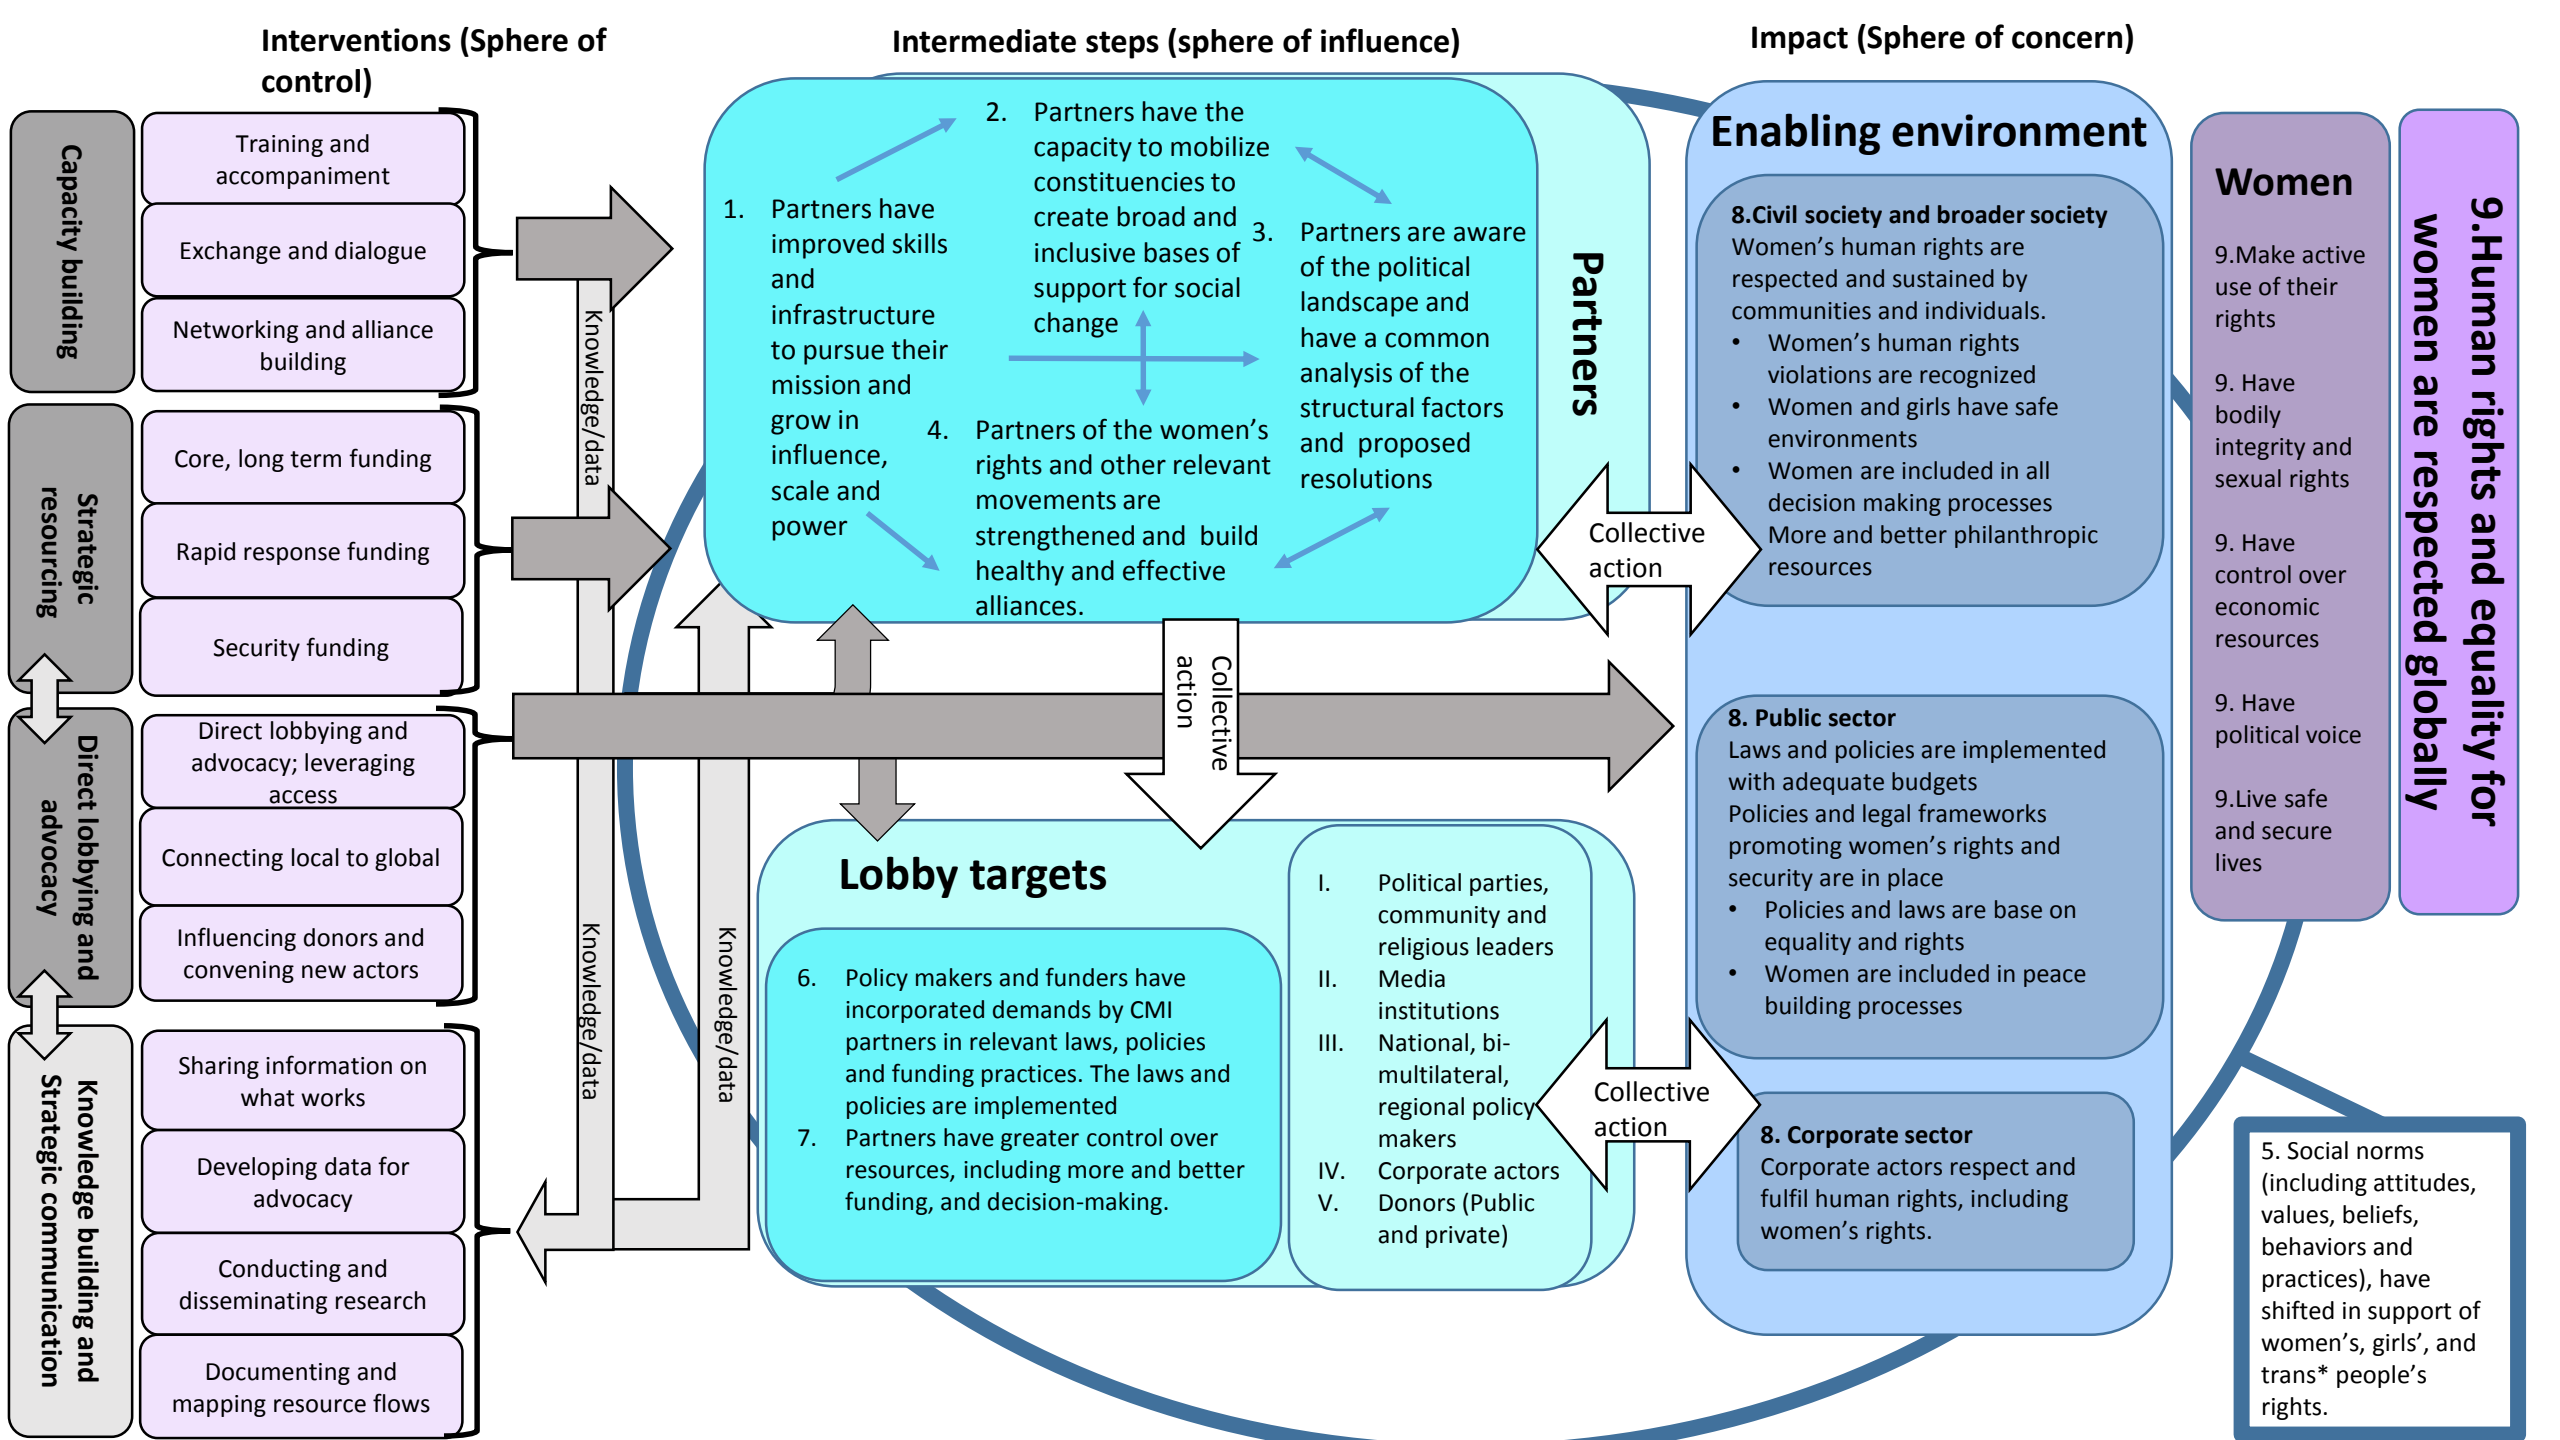 Interventions (Sphere of
control)
Intermediate steps (sphere of influence)
Impact (Sphere of concern)
Capacity building
Training and
accompaniment
Exchange and dialogue
Networking and alliance
building
Strategic
resourcing
Core, long term funding
Rapid response funding
Security funding
Direct lobbying and
advocacy
Direct lobbying and
advocacy; leveraging
access
Connecting local to global
Influencing donors and
convening new actors
Knowledge building and
Strategic communication
Sharing information on
what works
Developing data for
advocacy
Conducting and
disseminating research
Documenting and
mapping resource flows
Knowledge/data
Knowledge/data
Knowledge/data
1. Partners have
improved skills
and
infrastructure
to pursue their
mission and
grow in
influence,
scale and
power
2. Partners have the
capacity to mobilize
constituencies to
create broad and
inclusive bases of
support for social
change
3. Partners are aware
of the political
landscape and
have a common
analysis of the
structural factors
and proposed
resolutions
4. Partners of the women's
rights and other relevant
movements are
strengthened and build
healthy and effective
alliances.
Partners
Collective
action
Collective
action
Lobby targets
6. Policy makers and funders have
incorporated demands by CMI
partners in relevant laws, policies
and funding practices. The laws and
policies are implemented
7. Partners have greater control over
resources, including more and better
funding, and decision-making.
I. Political parties,
community and
religious leaders
II. Media
institutions
III. National, bi-
multilateral,
regional policy
makers
IV. Corporate actors
V. Donors (Public
and private)
Collective
action
Enabling environment
8.Civil society and broader society
Women's human rights are
respected and sustained by
communities and individuals.
• Women's human rights
violations are recognized
• Women and girls have safe
environments
• Women are included in all
decision making processes
• More and better philanthropic
resources
8. Public sector
Laws and policies are implemented
with adequate budgets
Policies and legal frameworks
promoting women's rights and
security are in place
• Policies and laws are base on
equality and rights
• Women are included in peace
building processes
8. Corporate sector
Corporate actors respect and
fulfil human rights, including
women's rights.
Women
9.Make active
use of their
rights
9. Have
bodily
integrity and
sexual rights
9. Have
control over
economic
resources
9. Have
political voice
9.Live safe
and secure
lives
9.Human rights and equality for
women are respected globally
5. Social norms
(including attitudes,
values, beliefs,
behaviors and
practices), have
shifted in support of
women's, girls', and
trans* people's
rights.